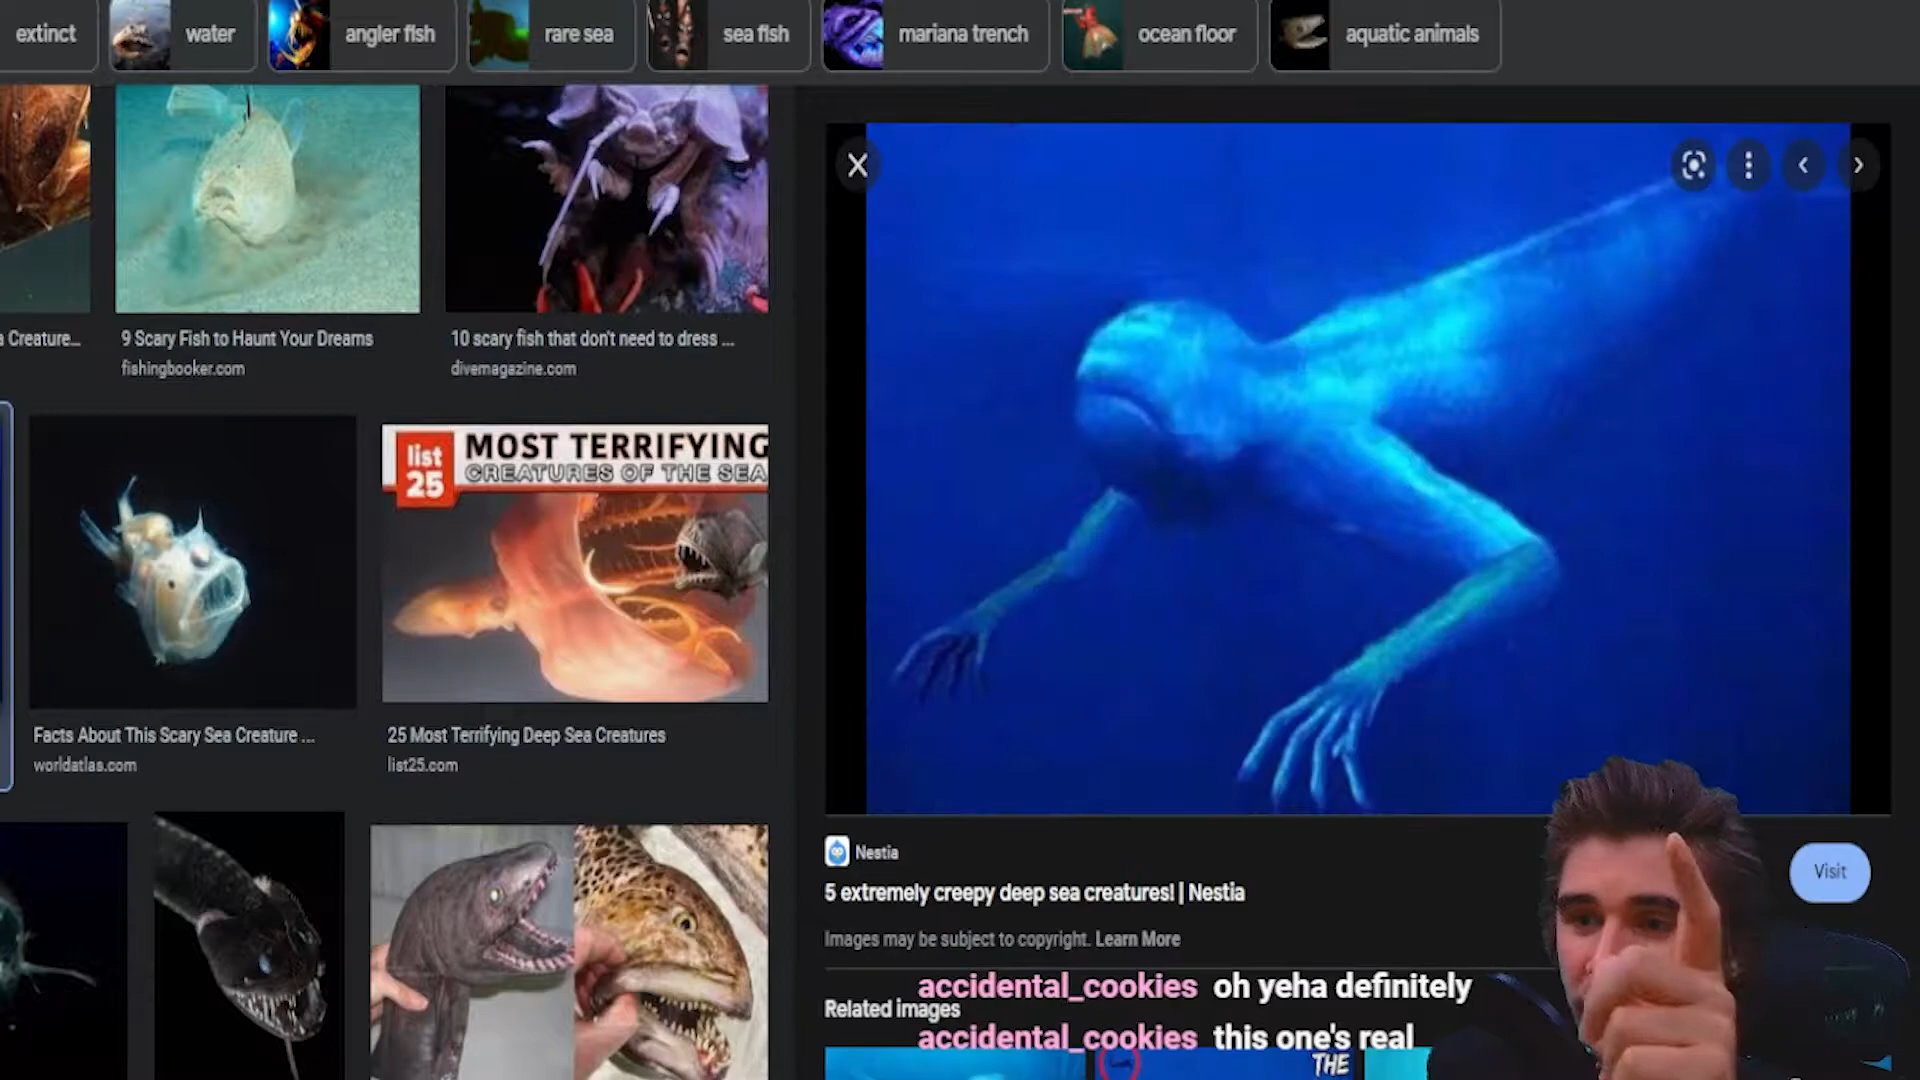 extinct
water
angler fish
rare sea
sea fish
mariana trench
ocean floor
aquatic animals
a Creature...
9 Scary Fish to Haunt Your Dreams
fishingbooker.com
10 scary fish that don't need to dress ...
divemagazine.com
list
25
MOST TERRIFYING
CREATURES OF THE SEA
Facts About This Scary Sea Creature ...
worldatlas.com
25 Most Terrifying Deep Sea Creatures
list25.com
Nestia
5 extremely creepy deep sea creatures! | Nestia
Visit
Images may be subject to copyright. Learn More
accidental_cookies oh yeha definitely
Related images
accidental_cookies this one's real
THE